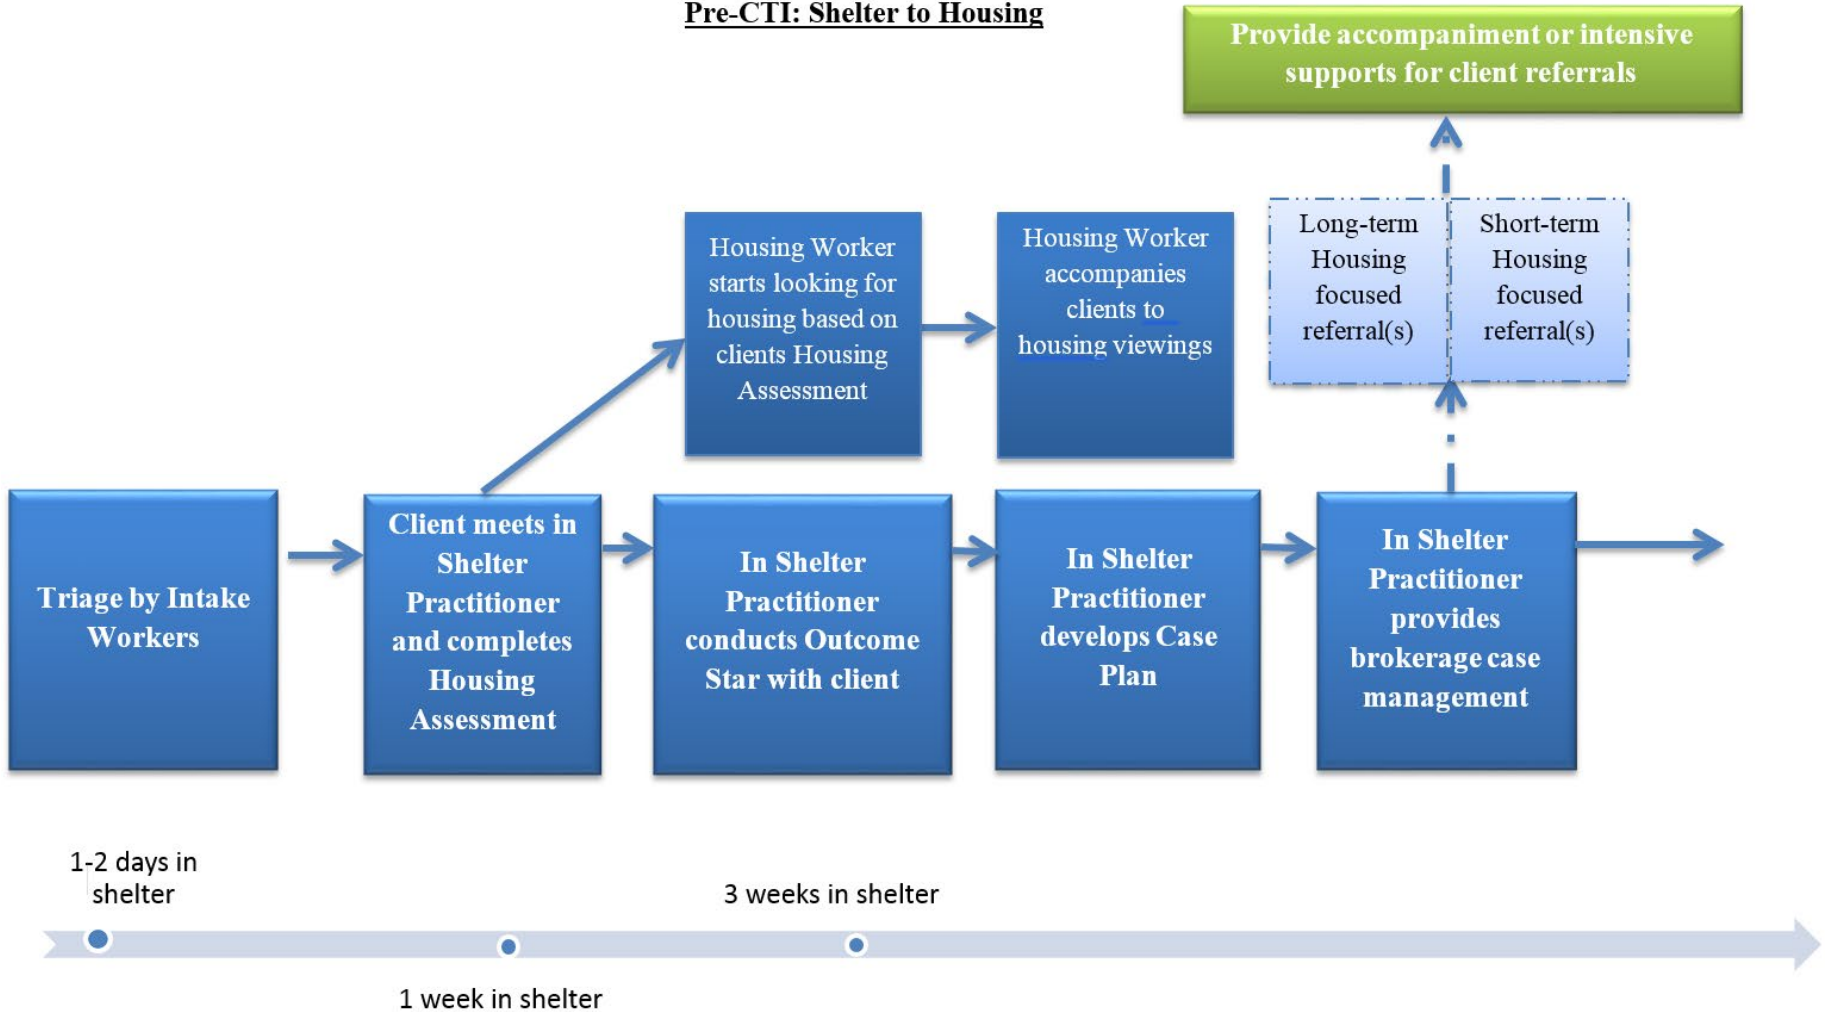 Pre-CTI: Shelter to Housing
Provide accompaniment or intensive
supports for client referrals
Housing Worker
starts looking for
housing based on
clients Housing
Assessment
Housing Worker
accompanies
clients to
housing viewings
Long-term
Housing
focused
referral(s)
Short-term
Housing
focused
referral(s)
Triage by Intake
Workers
Client meets in
Shelter
Practitioner
and completes
Housing
Assessment
In Shelter
Practitioner
conducts Outcome
Star with client
In Shelter
Practitioner
develops Case
Plan
In Shelter
Practitioner
provides
brokerage case
management
1-2 days in
shelter
3 weeks in shelter
1 week in shelter